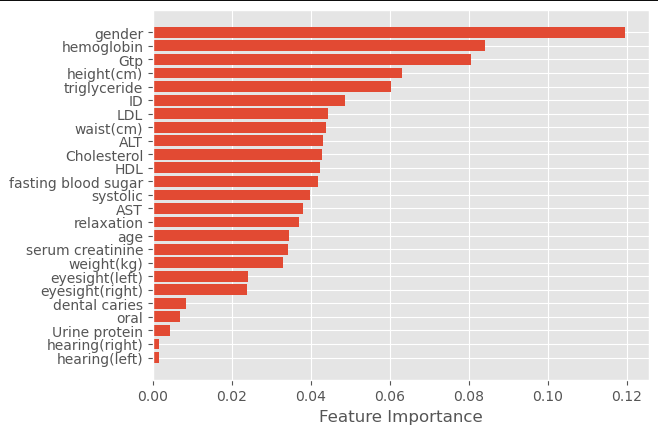 gender
hemoglobin
Gtp
height(cm)
triglyceride
ID
LDL
waist(cm)
ALT
Cholesterol
HDL
fasting blood sugar
systolic
AST
relaxation
age
serum creatinine
weight(kg)
eyesight(left)
eyesight(right)
dental caries
oral
Urine protein
hearing(right)
hearing(left)
0.00 0.02 0.04 0.06 0.08 0.10 0.12
Feature Importance